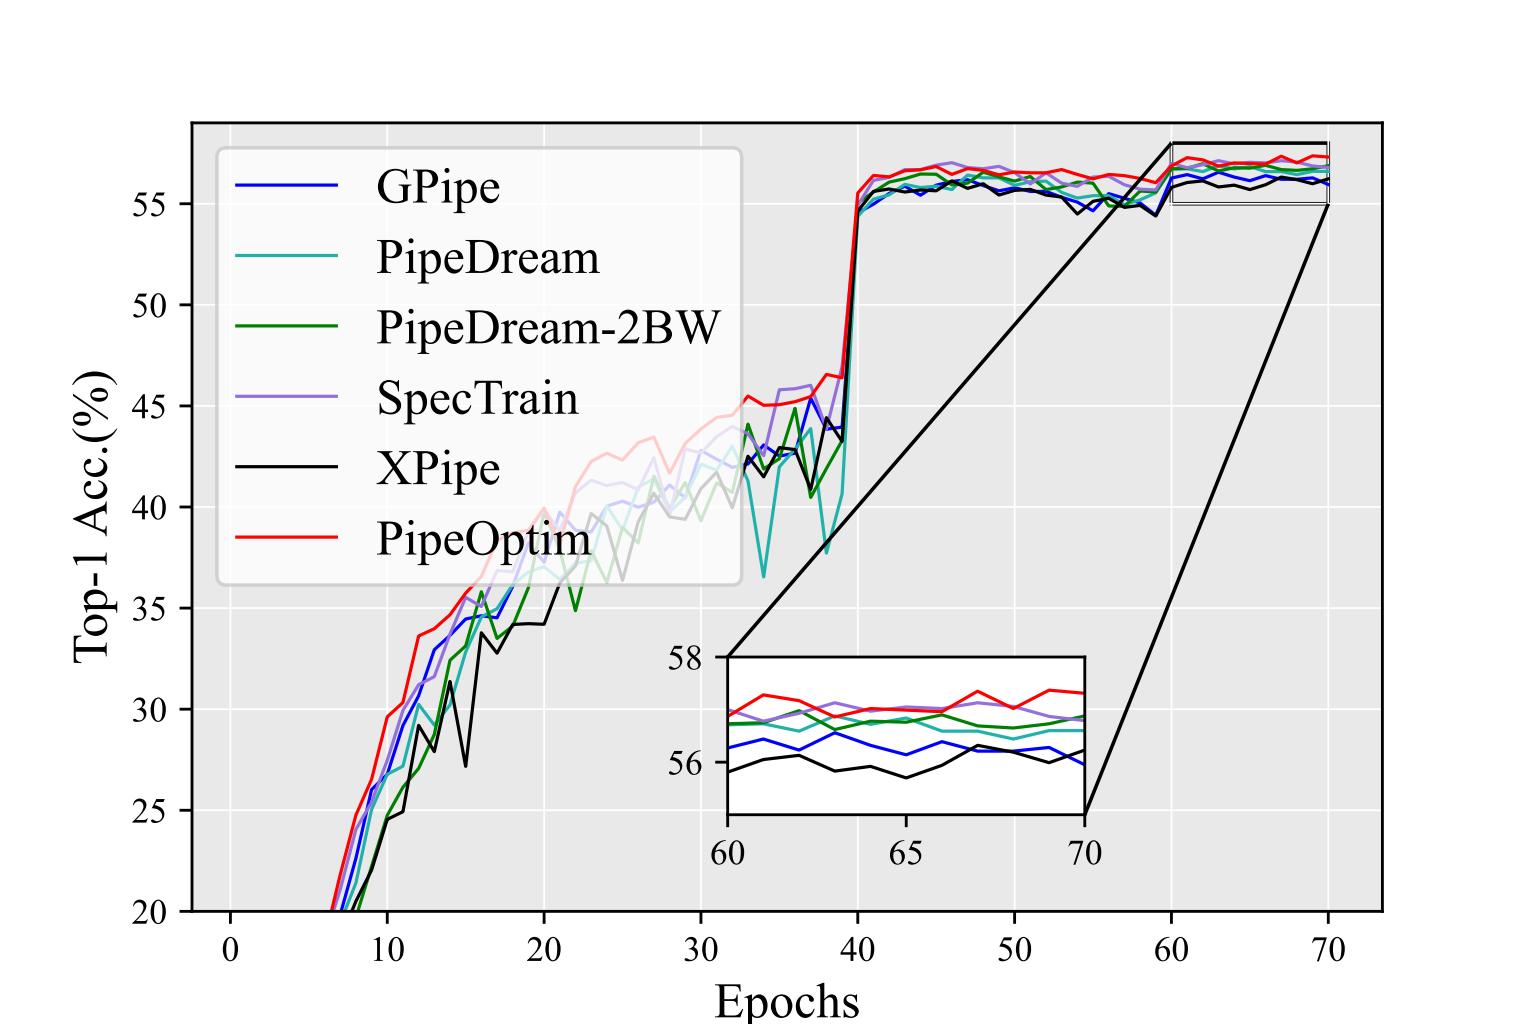 GPipe
PipeDream
PipeDream-2BW
SpecTrain
XPipe
PipeOptim
Top-1 Acc.(%)
55
50
45
40
35
30
25
20
58
56
60 65 70
0 10 20 30 40 50 60 70
Epochs